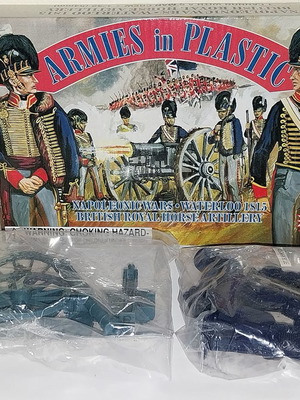 ARMIES in PLASTIC
NAPOLEONIC WARS - WATERLOO 1815
BRITISH ROYAL HORSE ARTILLERY
WARNING: CHOKING HAZARD-